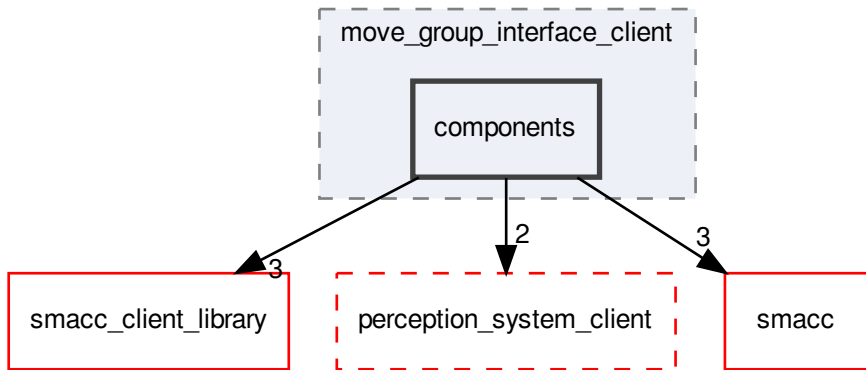 move_group_interface_client
components
3
2
3
smacc_client_library
perception_system_client
smacc